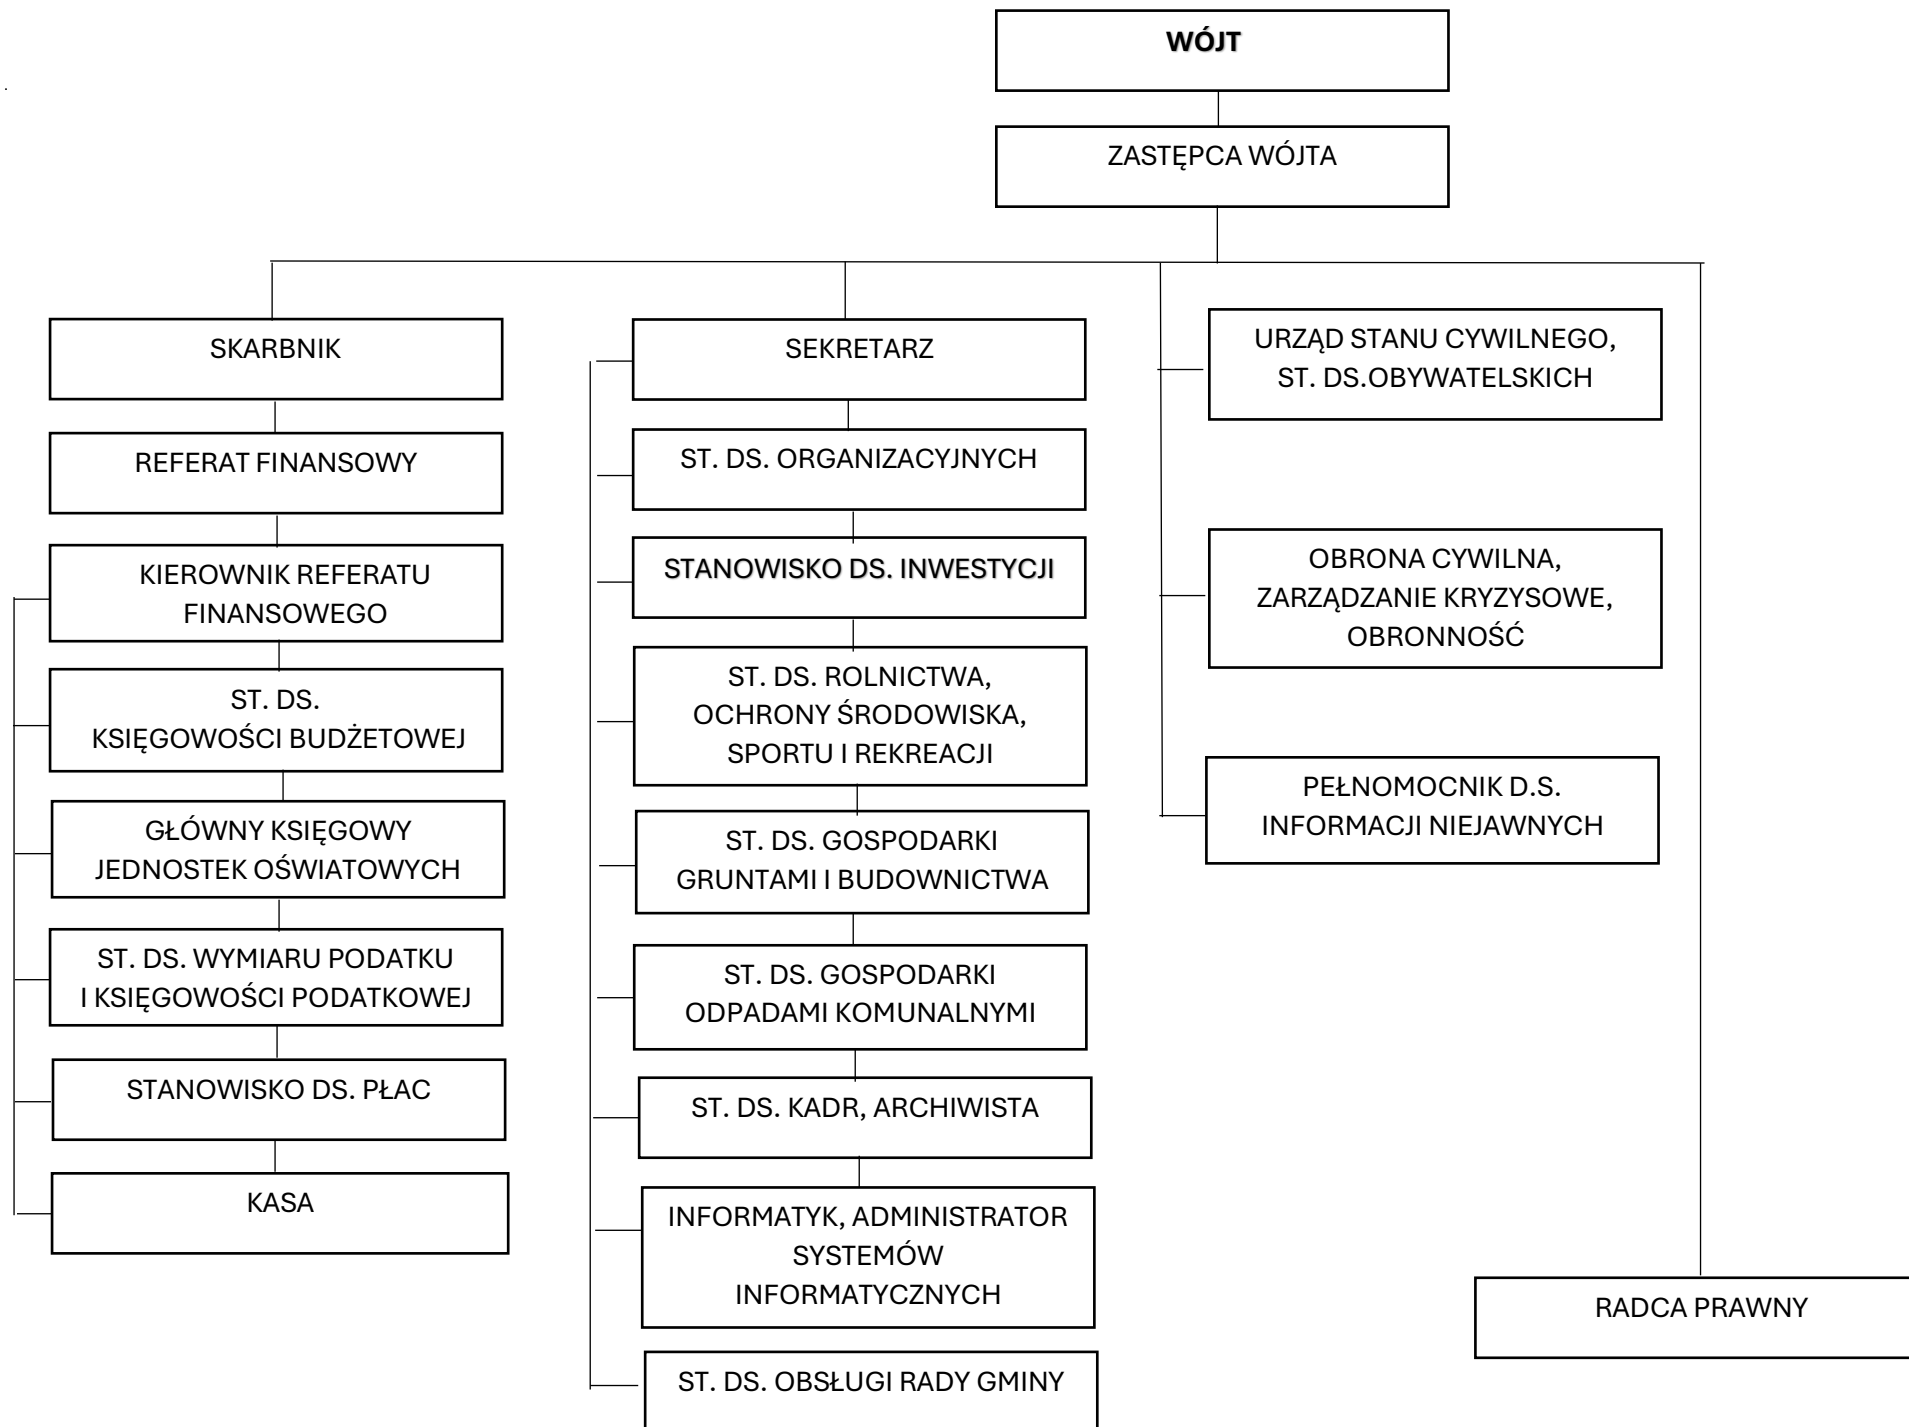 WÓJT
ZASTĘPCA WÓJTA
SKARBNIK
REFERAT FINANSOWY
KIEROWNIK REFERATU
FINANSOWEGO
ST. DS.
KSIĘGOWOŚCI BUDŻETOWEJ
GŁÓWNY KSIĘGOWY
JEDNOSTEK OŚWIATOWYCH
ST. DS. WYMIARU PODATKU
I KSIĘGOWOŚCI PODATKOWEJ
STANOWISKO DS. PŁAC
KASA
SEKRETARZ
ST. DS. ORGANIZACYJNYCH
STANOWISKO DS. INWESTYCJI
ST. DS. ROLNICTWA,
OCHRONY ŚRODOWISKA,
SPORTU I REKREACJI
ST. DS. GOSPODARKI
GRUNTAMI I BUDOWNICTWA
ST. DS. GOSPODARKI
ODPADAMI KOMUNALNYMI
ST. DS. KADR, ARCHIWISTA
INFORMATYK, ADMINISTRATOR
SYSTEMÓW
INFORMATYCZNYCH
ST. DS. OBSŁUGI RADY GMINY
URZĄD STANU CYWILNEGO,
ST. DS.OBYWATELSKICH
OBRONA CYWILNA,
ZARZĄDZANIE KRYZYSOWE,
OBRONNOŚĆ
PEŁNOMOCNIK D.S.
INFORMACJI NIEJAWNYCH
RADCA PRAWNY